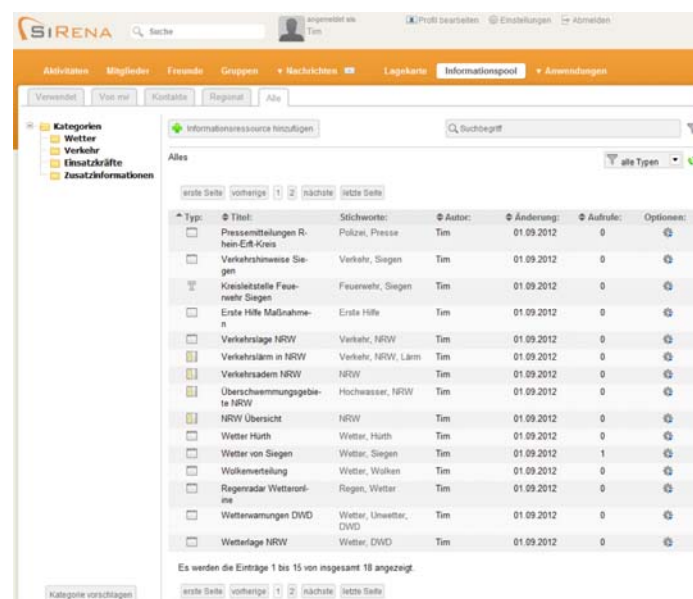 SiRENA
Suche
angemeldet als
Tim
Profil bearbeiten Einstellungen Abmelden
Aktivitäten Mitglieder Freunde Gruppen Nachrichten Lagekarte Informationspool Anwendungen
Verwendet Von mir Kontakte Regional Alle
Kategorien
Wetter
Verkehr
Einsatzkräfte
Zusatzinformationen
Informationsressource hinzufügen
Suchbegriff
Alles
alle Typen
erste Seite vorherige 1 2 nächste letzte Seite
Typ: Titel: Stichworte: Autor: Änderung: Aufrufe: Optionen:
Pressemitteilungen R- Polizei, Presse Tim 01.09.2012 0
hein-Erft-Kreis
Verkehrshinweise Sie- Verkehr, Siegen Tim 01.09.2012 0
gen
Kreisleitstelle Feue- Feuerwehr, Siegen Tim 01.09.2012 0
rwehr Siegen
Erste Hilfe Maßnahme- Erste Hilfe Tim 01.09.2012 0
n
Verkehrslage NRW Verkehr, NRW Tim 01.09.2012 0
Verkehrslärm in NRW Verkehr, NRW, Lärm Tim 01.09.2012 0
Verkehrsadern NRW NRW Tim 01.09.2012 0
Überschwemmungsgebie- Hochwasser, NRW Tim 01.09.2012 0
te NRW
NRW Übersicht NRW Tim 01.09.2012 0
Wetter Hürth Wetter, Hürth Tim 01.09.2012 0
Wetter von Siegen Wetter, Siegen Tim 01.09.2012 1
Wolkenverteilung Wetter, Wolken Tim 01.09.2012 0
Regenradar Wetteronl- Regen, Wetter Tim 01.09.2012 0
ine
Wetterwarnungen DWD Wetter, Unwetter, Tim 01.09.2012 0
DWD
Wetterlage NRW Wetter, DWD Tim 01.09.2012 0
Es werden die Einträge 1 bis 15 von insgesamt 18 angezeigt.
Kategorie vorschlagen
erste Seite vorherige 1 2 nächste letzte Seite